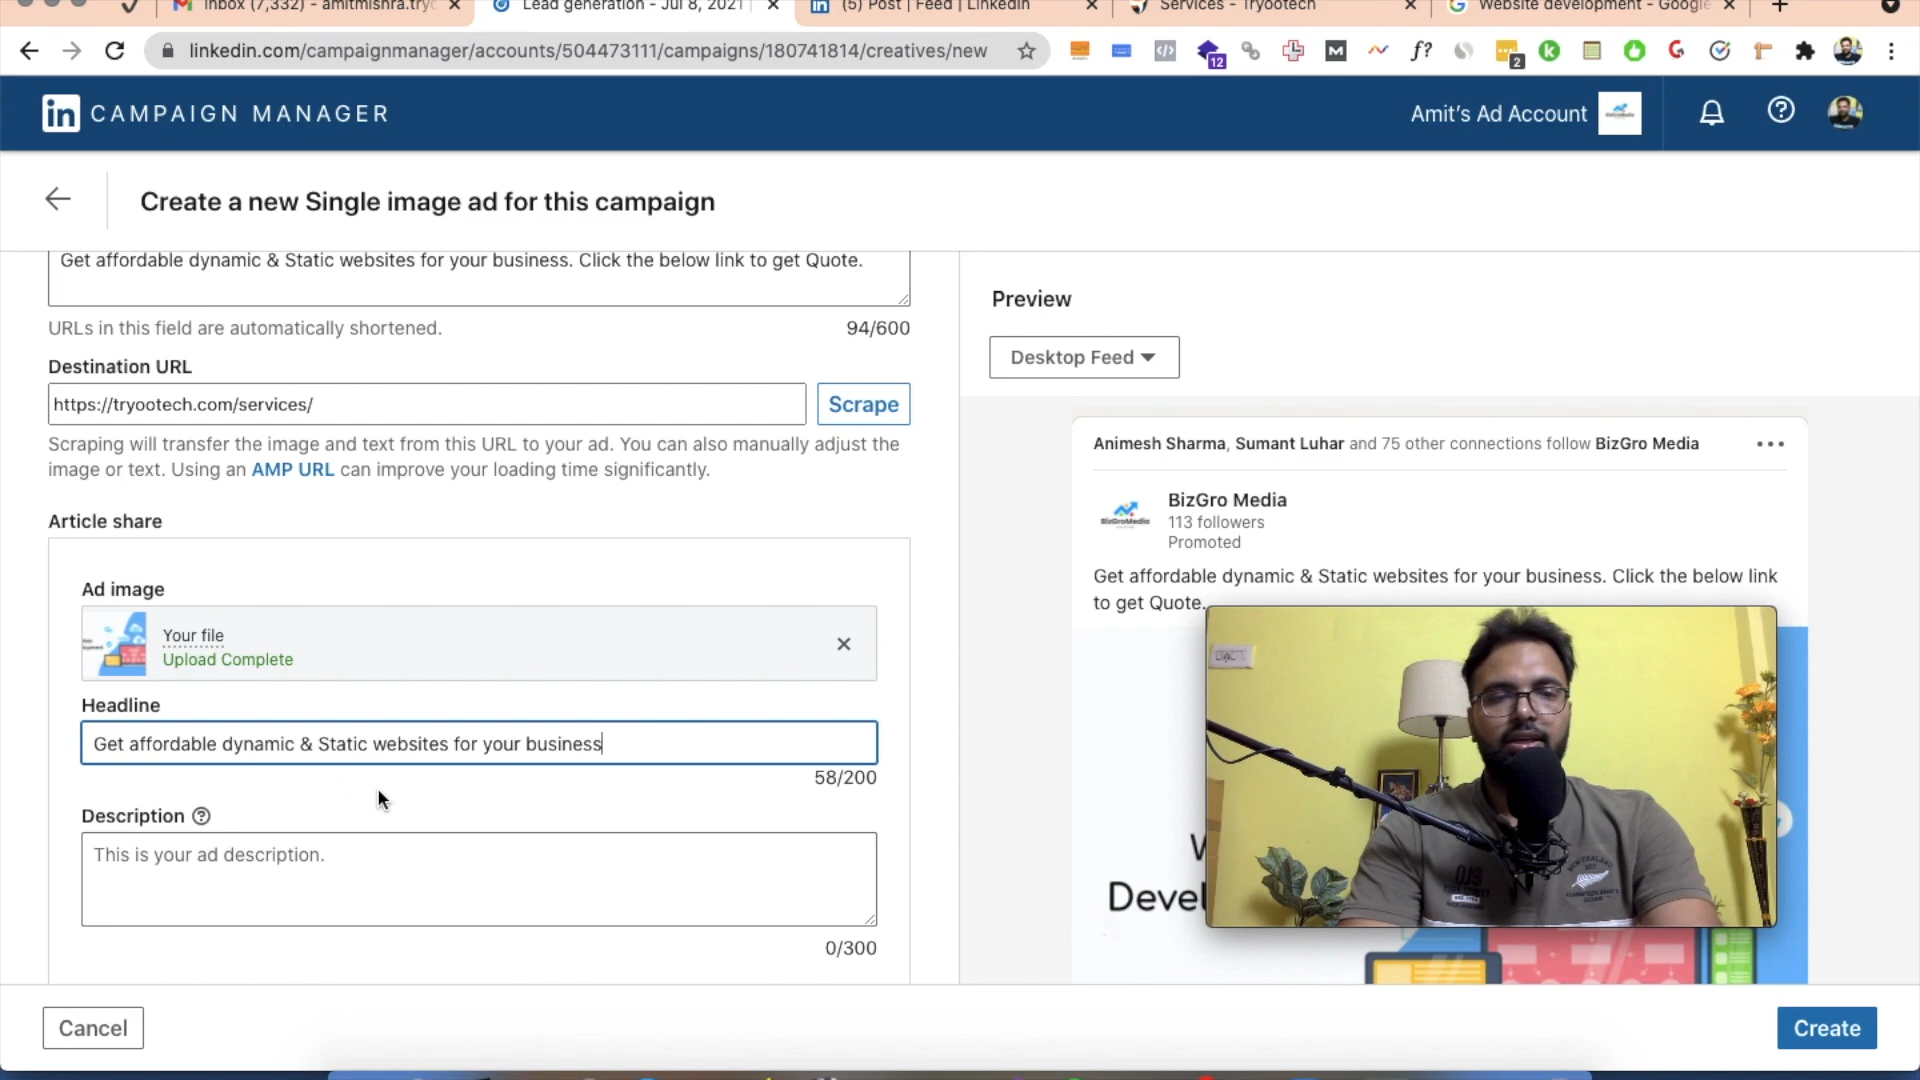 Inbox (7,332) - amitmishra.tryo
Lead generation - Jul 8, 2021
(5) Post | Feed | LinkedIn
Services - Tryootech
Website development - Google
linkedin.com/campaignmanager/accounts/504473111/campaigns/180741814/creatives/new
12
M
f?
2
k
in CAMPAIGN MANAGER
Amit's Ad Account
Create a new Single image ad for this campaign
Get affordable dynamic & Static websites for your business. Click the below link to get Quote.
URLs in this field are automatically shortened.
94/600
Destination URL
https://tryootech.com/services/
Scrape
Scraping will transfer the image and text from this URL to your ad. You can also manually adjust the
image or text. Using an AMP URL can improve your loading time significantly.
Article share
Ad image
Your file
Upload Complete
Headline
Get affordable dynamic & Static websites for your business
58/200
Description
This is your ad description.
0/300
Cancel
Preview
Desktop Feed
Animesh Sharma, Sumant Luhar and 75 other connections follow BizGro Media
BizGroMedia
BizGro Media
113 followers
Promoted
Get affordable dynamic & Static websites for your business. Click the below link
to get Quote.
Devel
NEW ZEALAND
Create